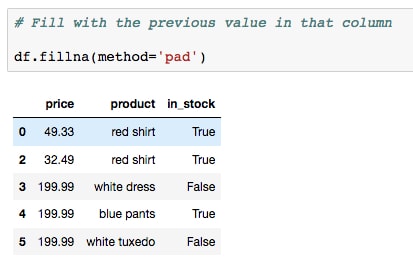 # Fill with the previous value in that column
df.fillna(method='pad')
price product in_stock
0 49.33 red shirt True
2 32.49 red shirt True
3 199.99 white dress False
4 199.99 blue pants True
5 199.99 white tuxedo False